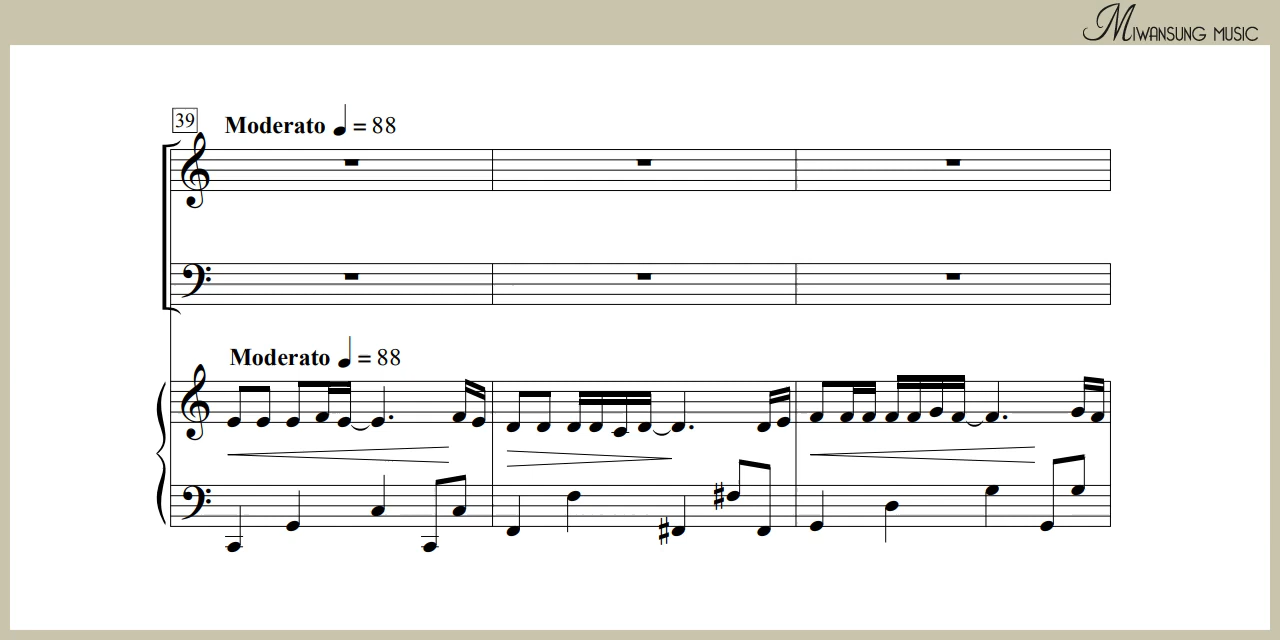 MIWANSUNG MUSIC
39
Moderato ♩ = 88
Moderato ♩ = 88